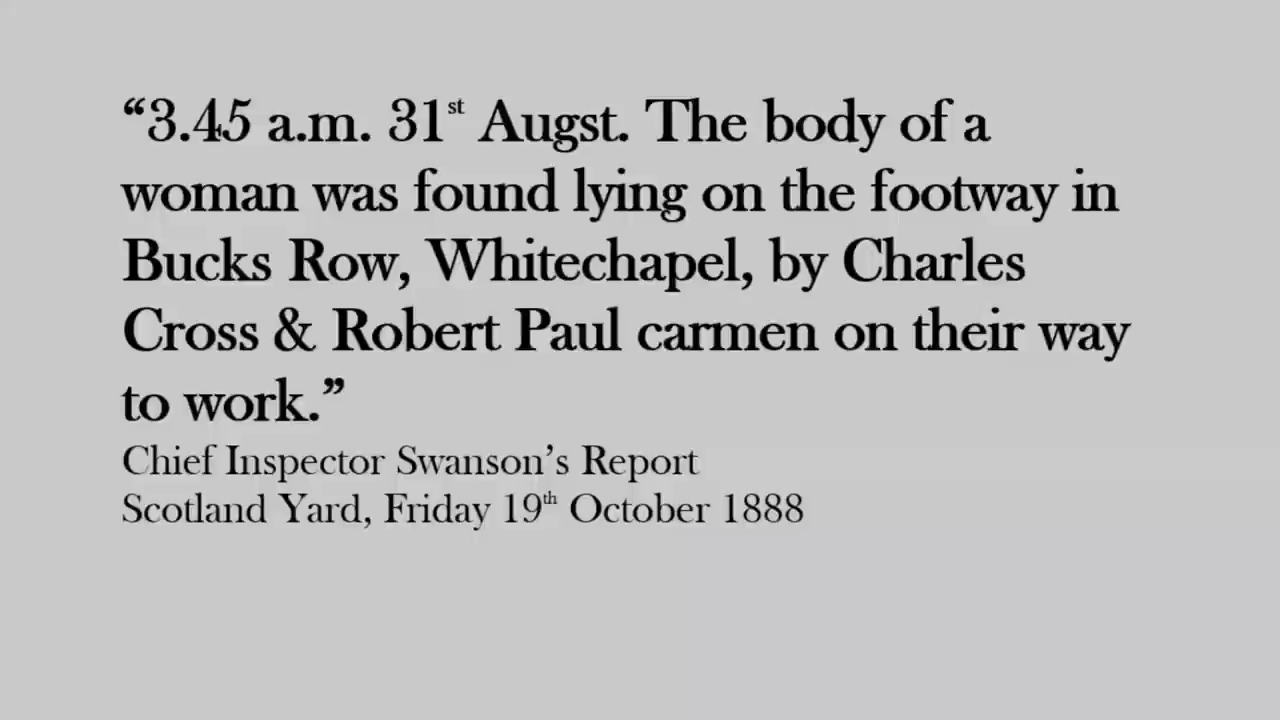 “3.45 a.m. 31st Augst. The body of a
woman was found lying on the footway in
Bucks Row, Whitechapel, by Charles
Cross & Robert Paul carmen on their way
to work.”
Chief Inspector Swanson’s Report
Scotland Yard, Friday 19th October 1888